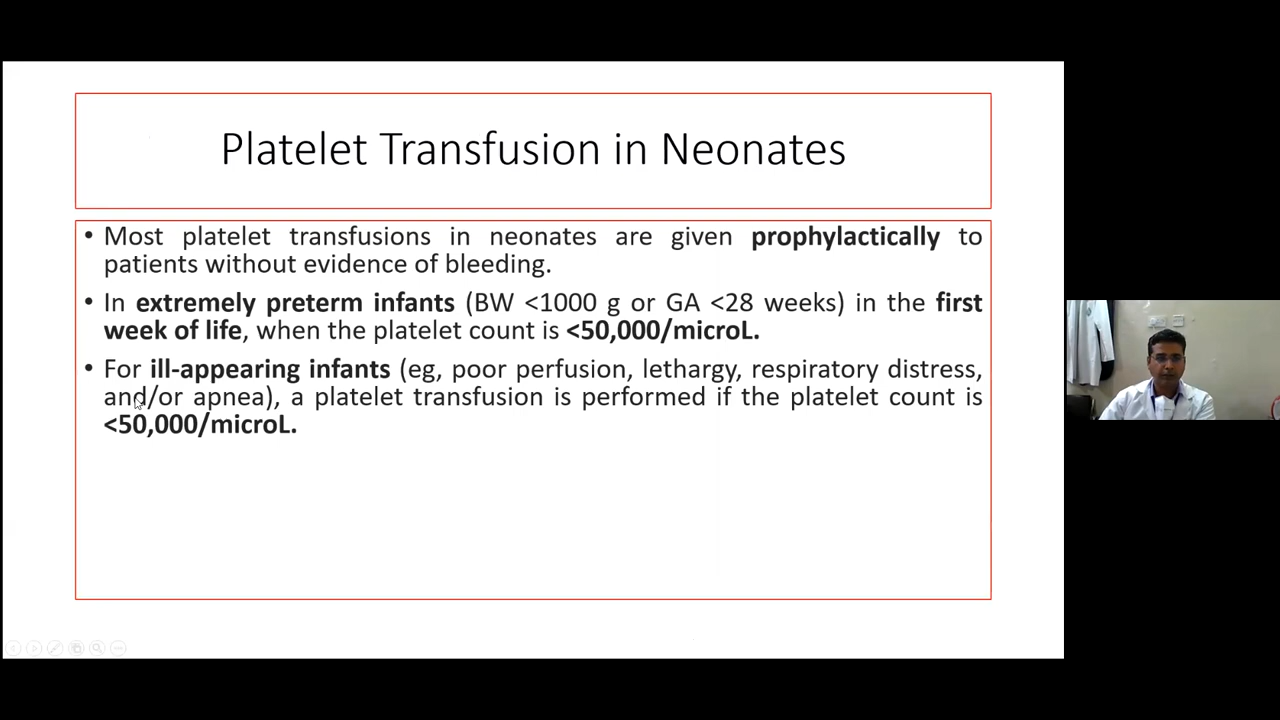 Platelet Transfusion in Neonates
• Most platelet transfusions in neonates are given prophylactically to
patients without evidence of bleeding.
• In extremely preterm infants (BW <1000 g or GA <28 weeks) in the first
week of life, when the platelet count is <50,000/microL.
• For ill-appearing infants (eg, poor perfusion, lethargy, respiratory distress,
and/or apnea), a platelet transfusion is performed if the platelet count is
<50,000/microL.